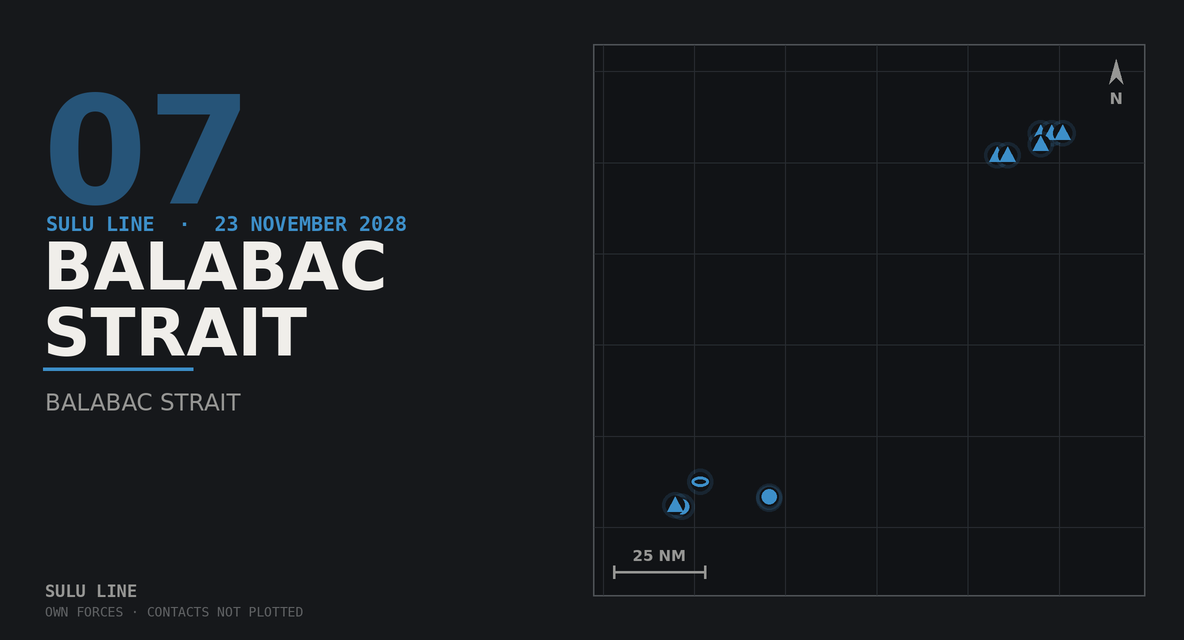 07
SULU LINE · 23 NOVEMBER 2028
BALABAC
STRAIT
BALABAC STRAIT
SULU LINE
OWN FORCES · CONTACTS NOT PLOTTED
N
25 NM